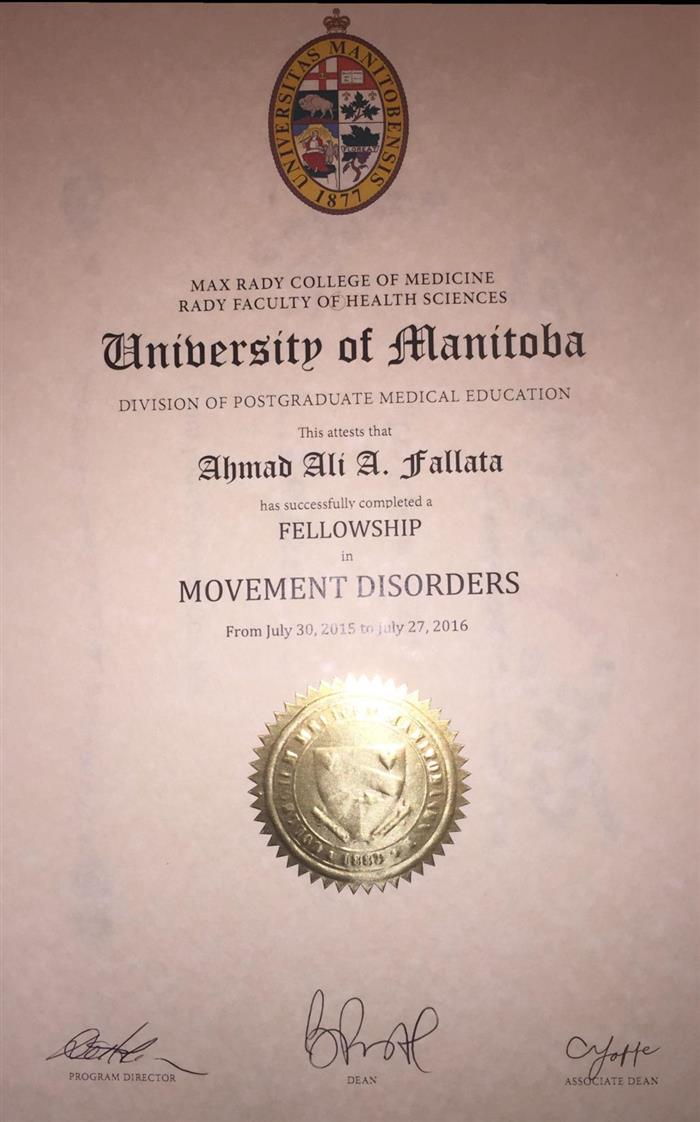 UNIVERSITAS MANITOBENSIS
FLOREAT
1877
MAX RADY COLLEGE OF MEDICINE
RADY FACULTY OF HEALTH SCIENCES
University of Manitoba
DIVISION OF POSTGRADUATE MEDICAL EDUCATION
This attests that
Ahmad Ali A. Fallata
has successfully completed a
FELLOWSHIP
in
MOVEMENT DISORDERS
From July 30, 2015 to July 27, 2016
1883
PROGRAM DIRECTOR
DEAN
ASSOCIATE DEAN